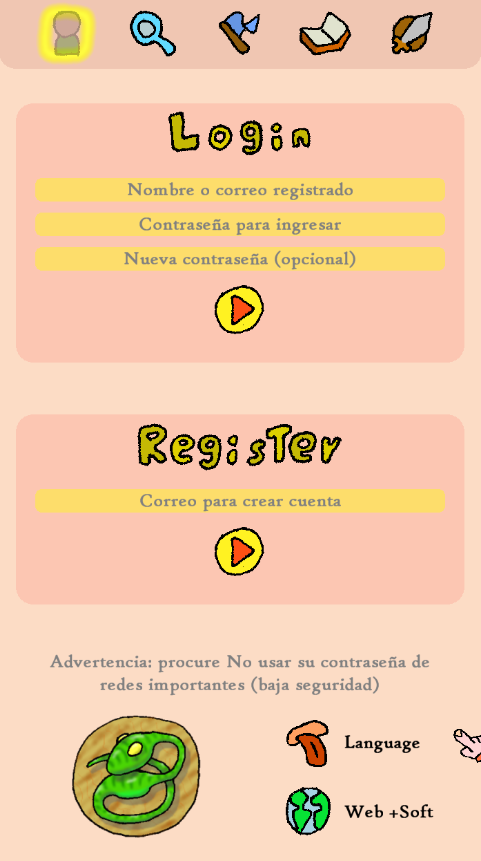 Login
Nombre o correo registrado
Contraseña para ingresar
Nueva contraseña (opcional)
RegisTer
Correo para crear cuenta
Advertencia: procure No usar su contraseña de
redes importantes (baja seguridad)
Language
Web +Soft